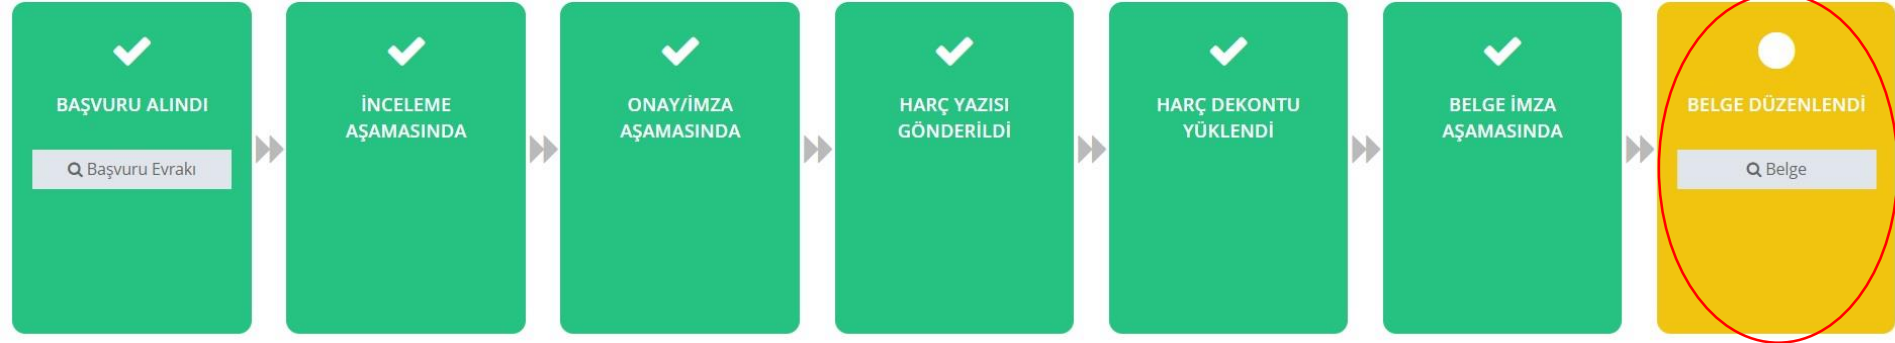 BAŞVURU ALINDI
Başvuru Evrakı
İNCELEME
AŞAMASINDA
ONAY/İMZA
AŞAMASINDA
HARÇ YAZISI
GÖNDERİLDİ
HARÇ DEKONTU
YÜKLENDİ
BELGE İMZA
AŞAMASINDA
BELGE DÜZENLENDİ
Belge